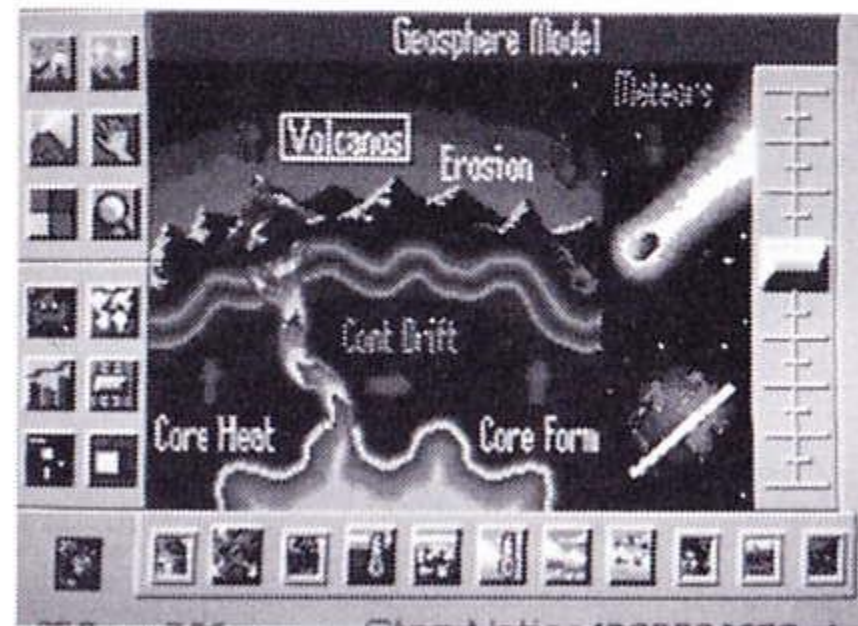 Geosphere Model
Meteors
Volcanos
Erosion
Cont Drift
Core Heat
Core Form